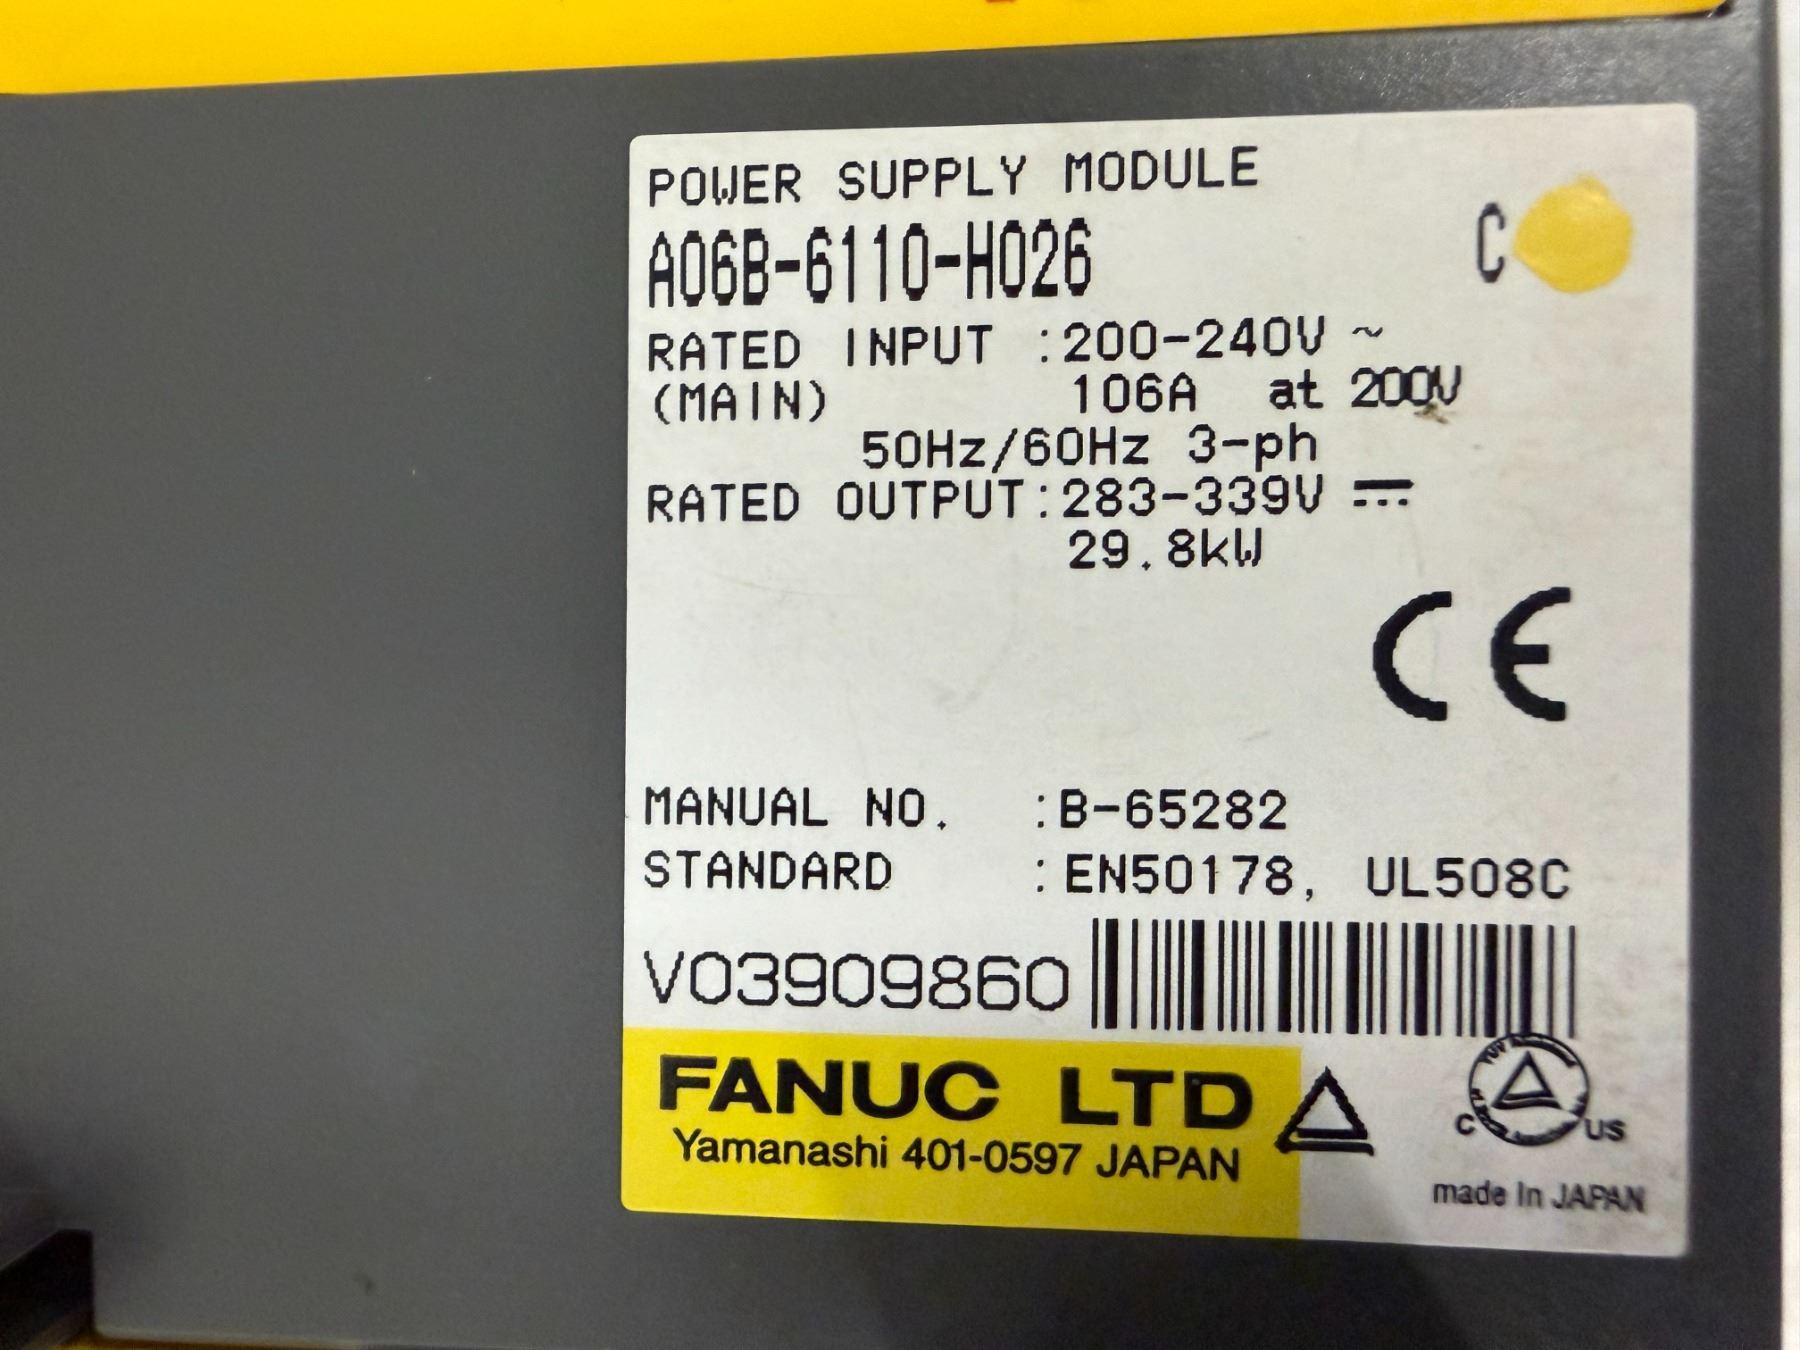 POWER SUPPLY MODULE
A06B-6110-H026 C
RATED INPUT :200-240V ~
(MAIN) 106A at 200V
50Hz/60Hz 3-ph
RATED OUTPUT:283-339V ⎓
29.8kW
CE
MANUAL NO. :B-65282
STANDARD :EN50178, UL508C
V03909860
FANUC LTD
Yamanashi 401-0597 JAPAN
C US
made in JAPAN